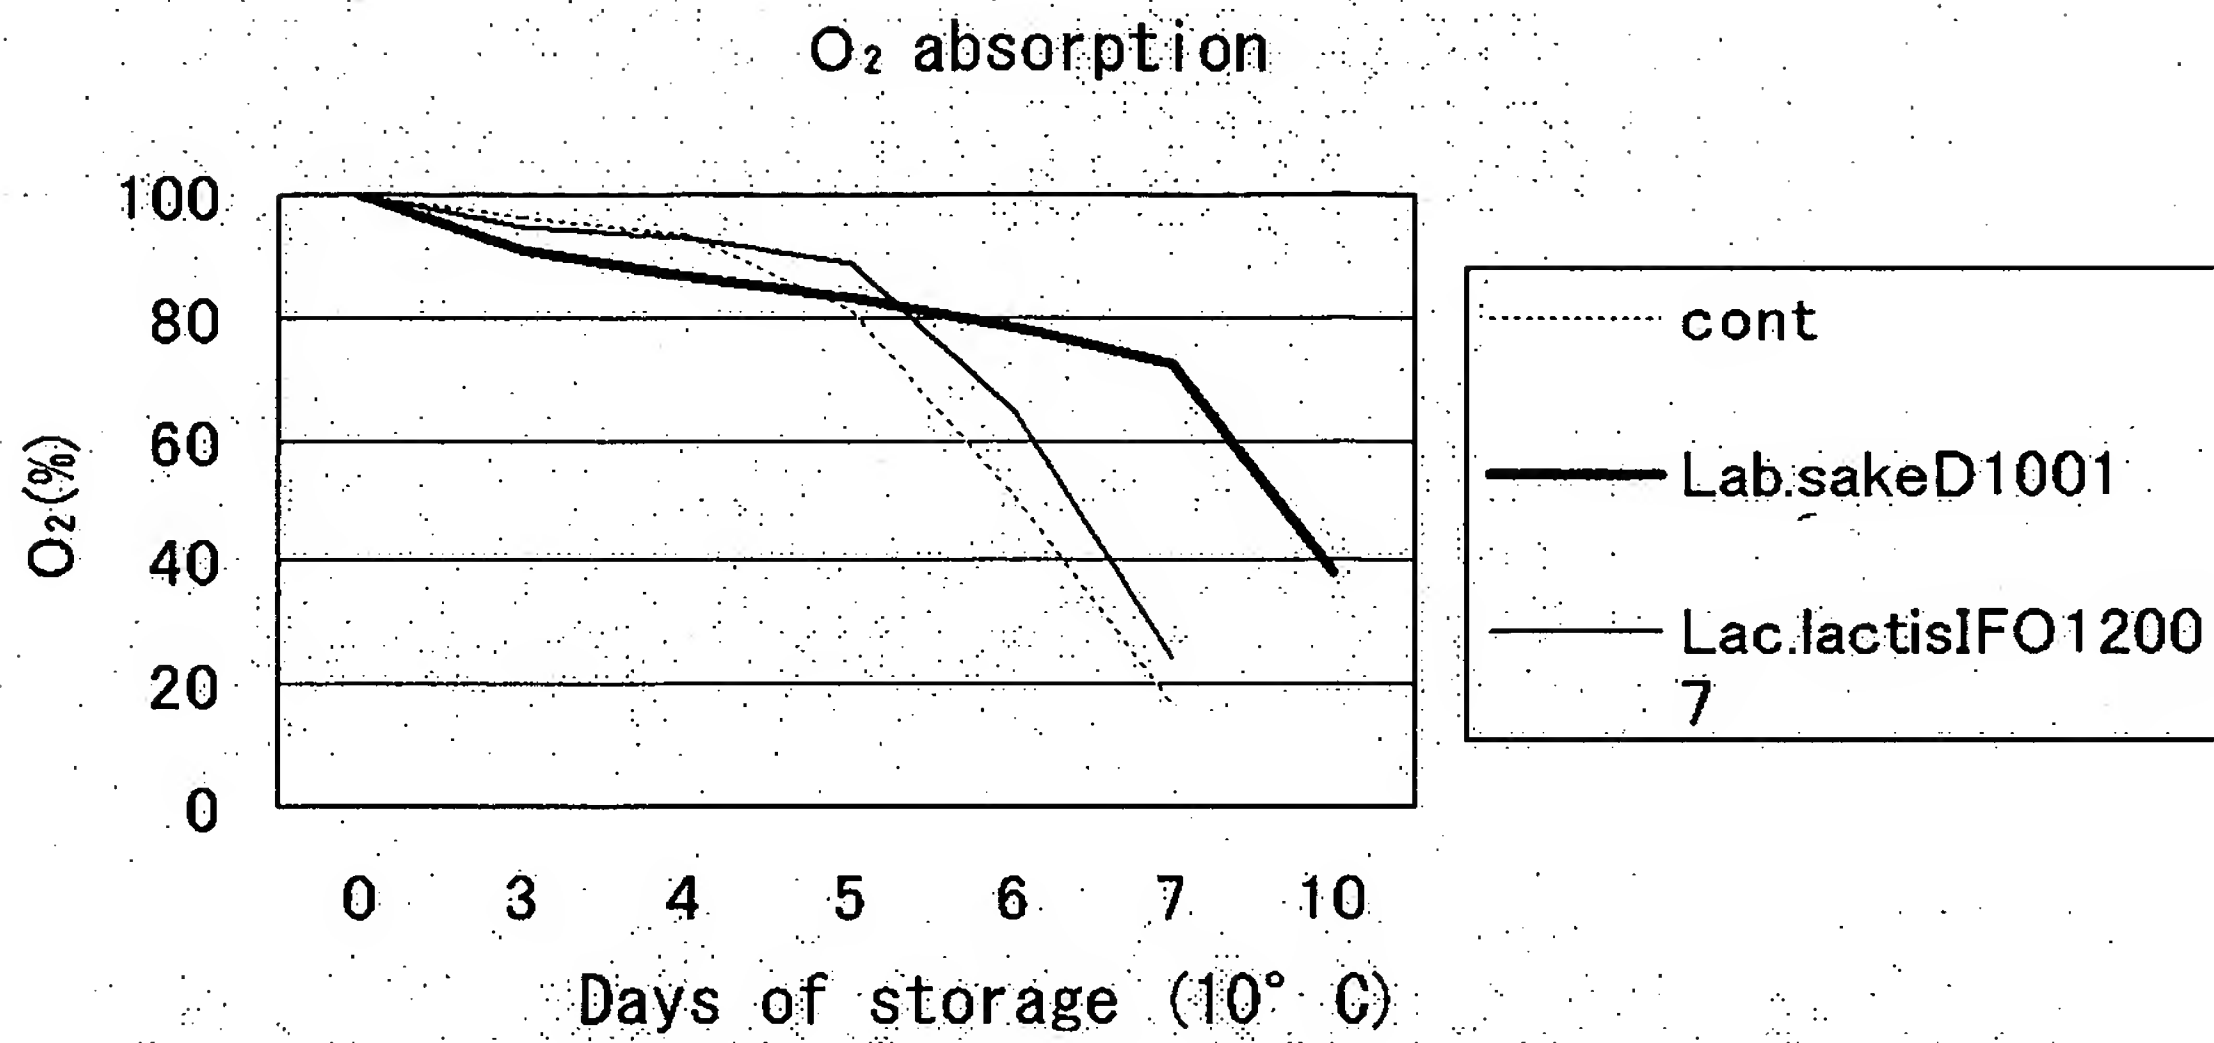 O₂ absorption
100
80
60
40
20
0
O₂(%)
0 3 4 5 6 7 10
Days of storage (10° C)
cont
Lab.sakeD1001
Lac.lactisIFO1200
7